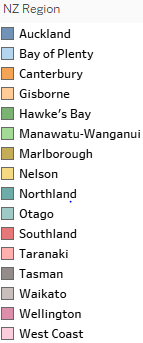 NZ Region
Auckland
Bay of Plenty
Canterbury
Gisborne
Hawke's Bay
Manawatu-Wanganui
Marlborough
Nelson
Northland
Otago
Southland
Taranaki
Tasman
Waikato
Wellington
West Coast